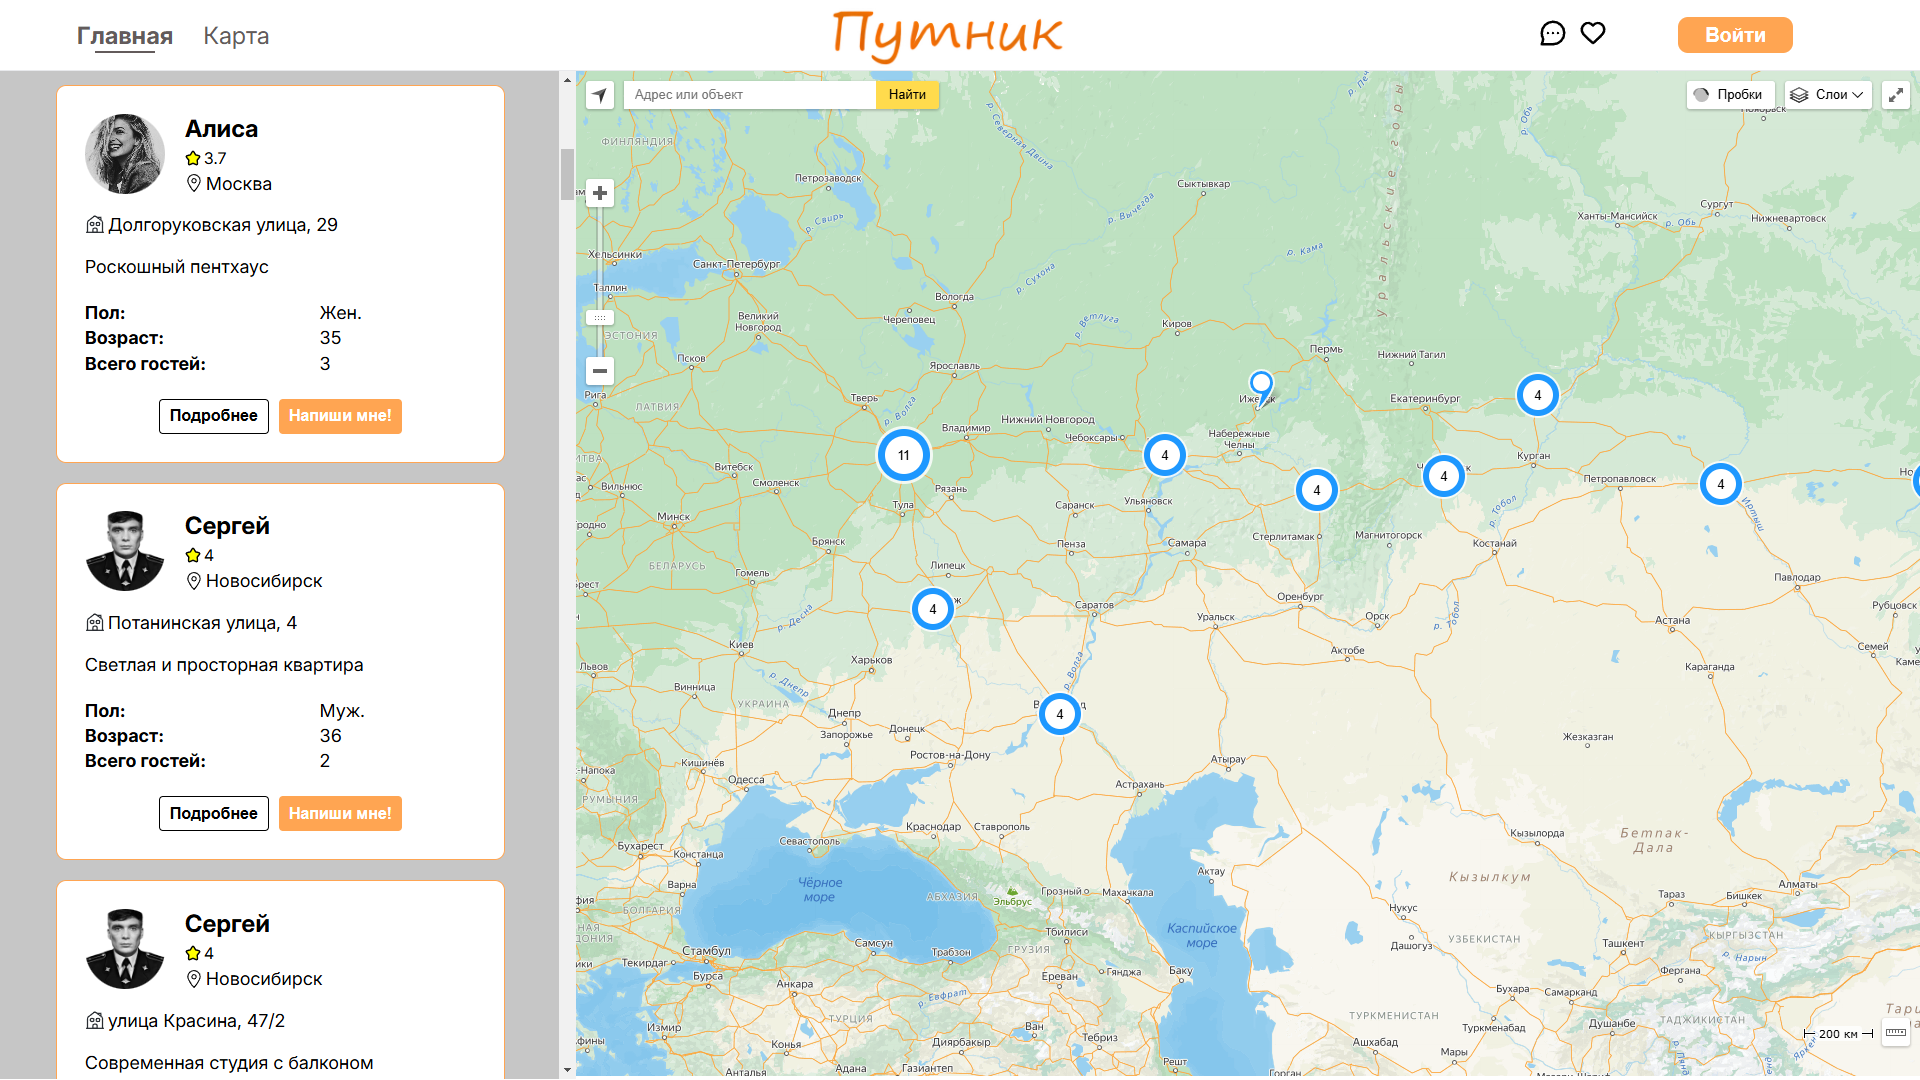 Главная
Карта
Путник
Войти
Алиса
3.7
Москва
Долгоруковская улица, 29
Роскошный пентхаус
Пол: Жен.
Возраст: 35
Всего гостей: 3
Подробнее
Напиши мне!
Сергей
4
Новосибирск
Потанинская улица, 4
Светлая и просторная квартира
Пол: Муж.
Возраст: 36
Всего гостей: 2
Подробнее
Напиши мне!
Сергей
4
Новосибирск
улица Красина, 47/2
Современная студия с балконом
Адрес или объект
Найти
Пробки
Слои
ФИНЛЯНДИЯ
р. Северная Двина
р. Обь
Уральские горы
Петрозаводск
Сыктывкар
р. Свирь
р. Вычегда
Ханты-Мансийск
Сургут
р. Обь
Нижневартовск
Хельсинки
Санкт-Петербург
р. Кама
р. Сухона
Таллин
Вологда
Череповец
Великий
Новгород
ЭСТОНИЯ
р. Ветлуга
Киров
Псков
Ярославль
Пермь
Нижний Тагил
Рига
ЛАТВИЯ
Тверь
р. Волга
Екатеринбург
4
Владимир
Нижний Новгород
Чебоксары
Набережные
Челны
11
4
4
4
4
Курган
Витебск
Смоленск
Вильнюс
Рязань
Тула
Саранск
Ульяновск
Петропавловск
р. Тобол
р. Иртыш
Минск
Брянск
Пенза
Самара
Стерлитамак
Магнитогорск
Костанай
БЕЛАРУСЬ
Гомель
Липецк
Павлодар
4
р. Десна
Саратов
Оренбург
Орск
р. Тобол
Рубцовск
Уральск
Астана
Киев
Харьков
Актобе
Семей
Львов
р. Волга
Караганда
Винница
р. Днепр
УКРАИНА
4
Днепр
Запорожье
Донецк
Жезказган
Кишинёв
Ростов-на-Дону
Атырау
Одесса
Астрахань
РУМЫНИЯ
Краснодар
Ставрополь
Кызылорда
Бетпак-
Дала
Бухарест
Севастополь
Констанца
Актау
Кызылкум
Варна
Чёрное
море
АБХАЗИЯ
Эльбрус
Грозный
Махачкала
Тараз
Бишкек
Алматы
БОЛГАРИЯ
Нукус
Каспийское
море
Тбилиси
ГРУЗИЯ
Дашогуз
УЗБЕКИСТАН
Ташкент
КЫРГЫЗСТАН
Стамбул
Самсун
Трабзон
р. Нарын
Текирдаг
Бурса
Анкара
Ереван
Гянджа
Баку
Фергана
р. Евфрат
Бухара
Самарканд
Измир
ТУРЦИЯ
Ван
Тебриз
ТУРКМЕНИСТАН
Туркменабад
Душанбе
ТАДЖИКИСТАН
200 км
Конья
Диярбакыр
Ашхабад
Мары
Анталья
Адана
Газиантеп
Решт